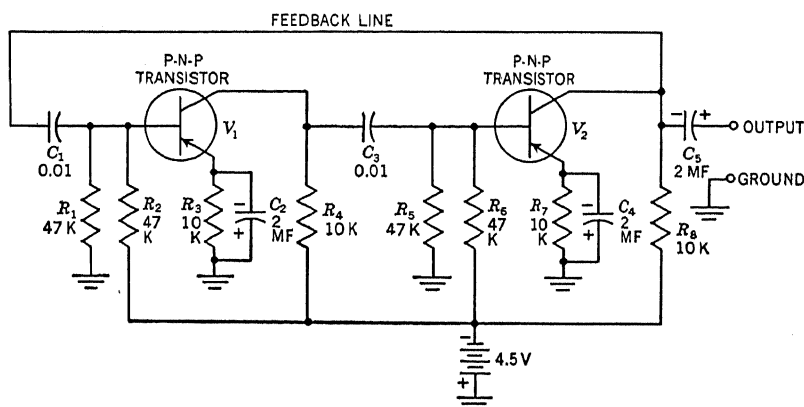 FEEDBACK LINE
P-N-P
TRANSISTOR
P-N-P
TRANSISTOR
V1
V2
C1
0.01
C3
0.01
C5
2 MF
OUTPUT
GROUND
R1
47 K
R2
47
K
R3
10
K
C2
2
MF
R4
10 K
R5
47 K
R6
47
K
R7
10
K
C4
2
MF
R8
10 K
4.5 V